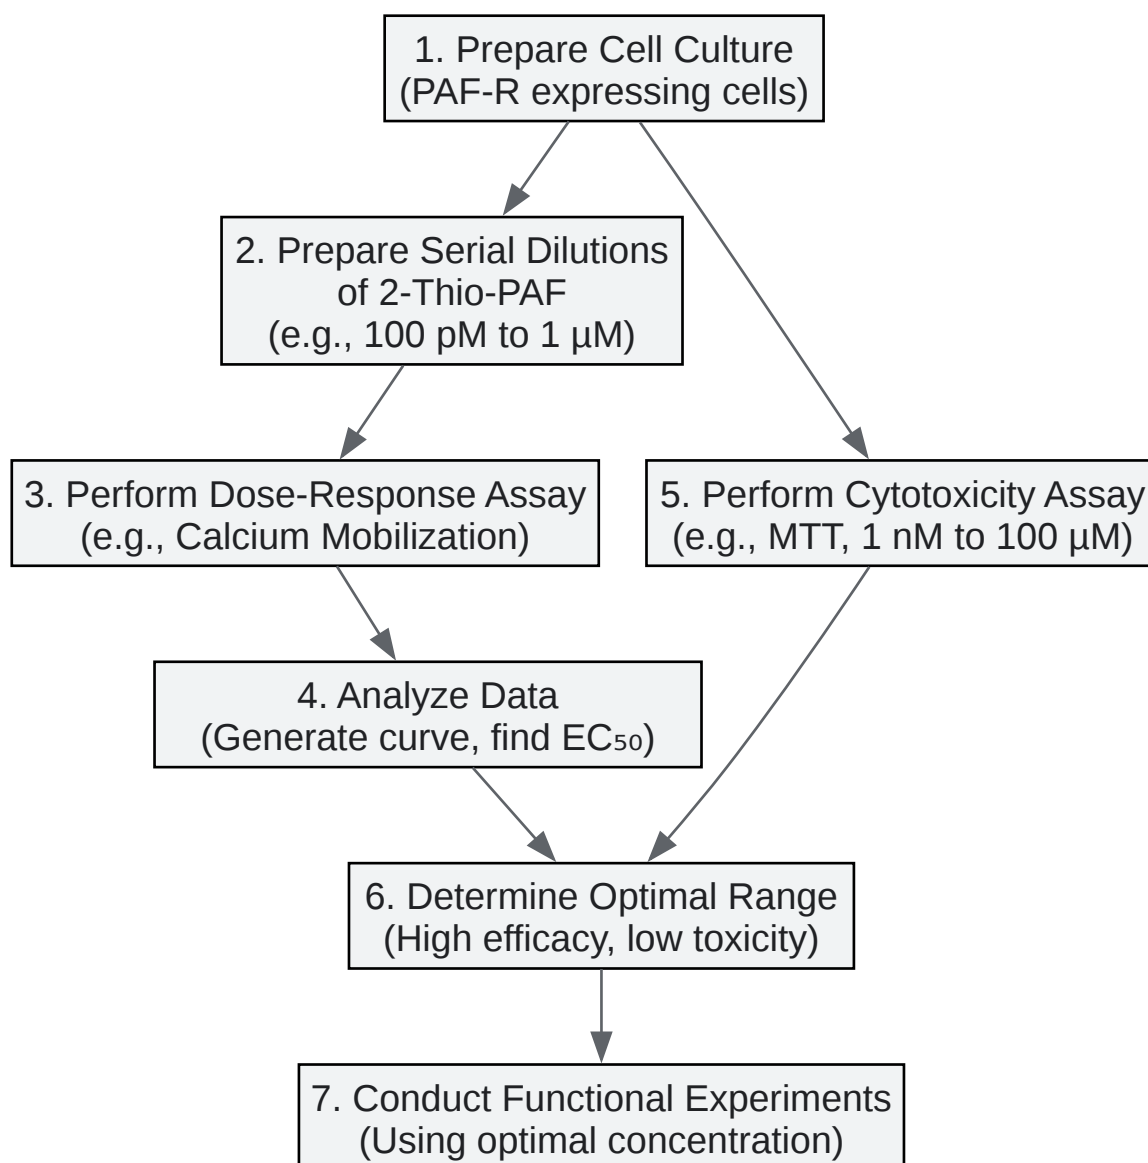 1. Prepare Cell Culture
(PAF-R expressing cells)
2. Prepare Serial Dilutions
of 2-Thio-PAF
(e.g., 100 pM to 1 µM)
3. Perform Dose-Response Assay
(e.g., Calcium Mobilization)
5. Perform Cytotoxicity Assay
(e.g., MTT, 1 nM to 100 µM)
4. Analyze Data
(Generate curve, find EC₅₀)
6. Determine Optimal Range
(High efficacy, low toxicity)
7. Conduct Functional Experiments
(Using optimal concentration)